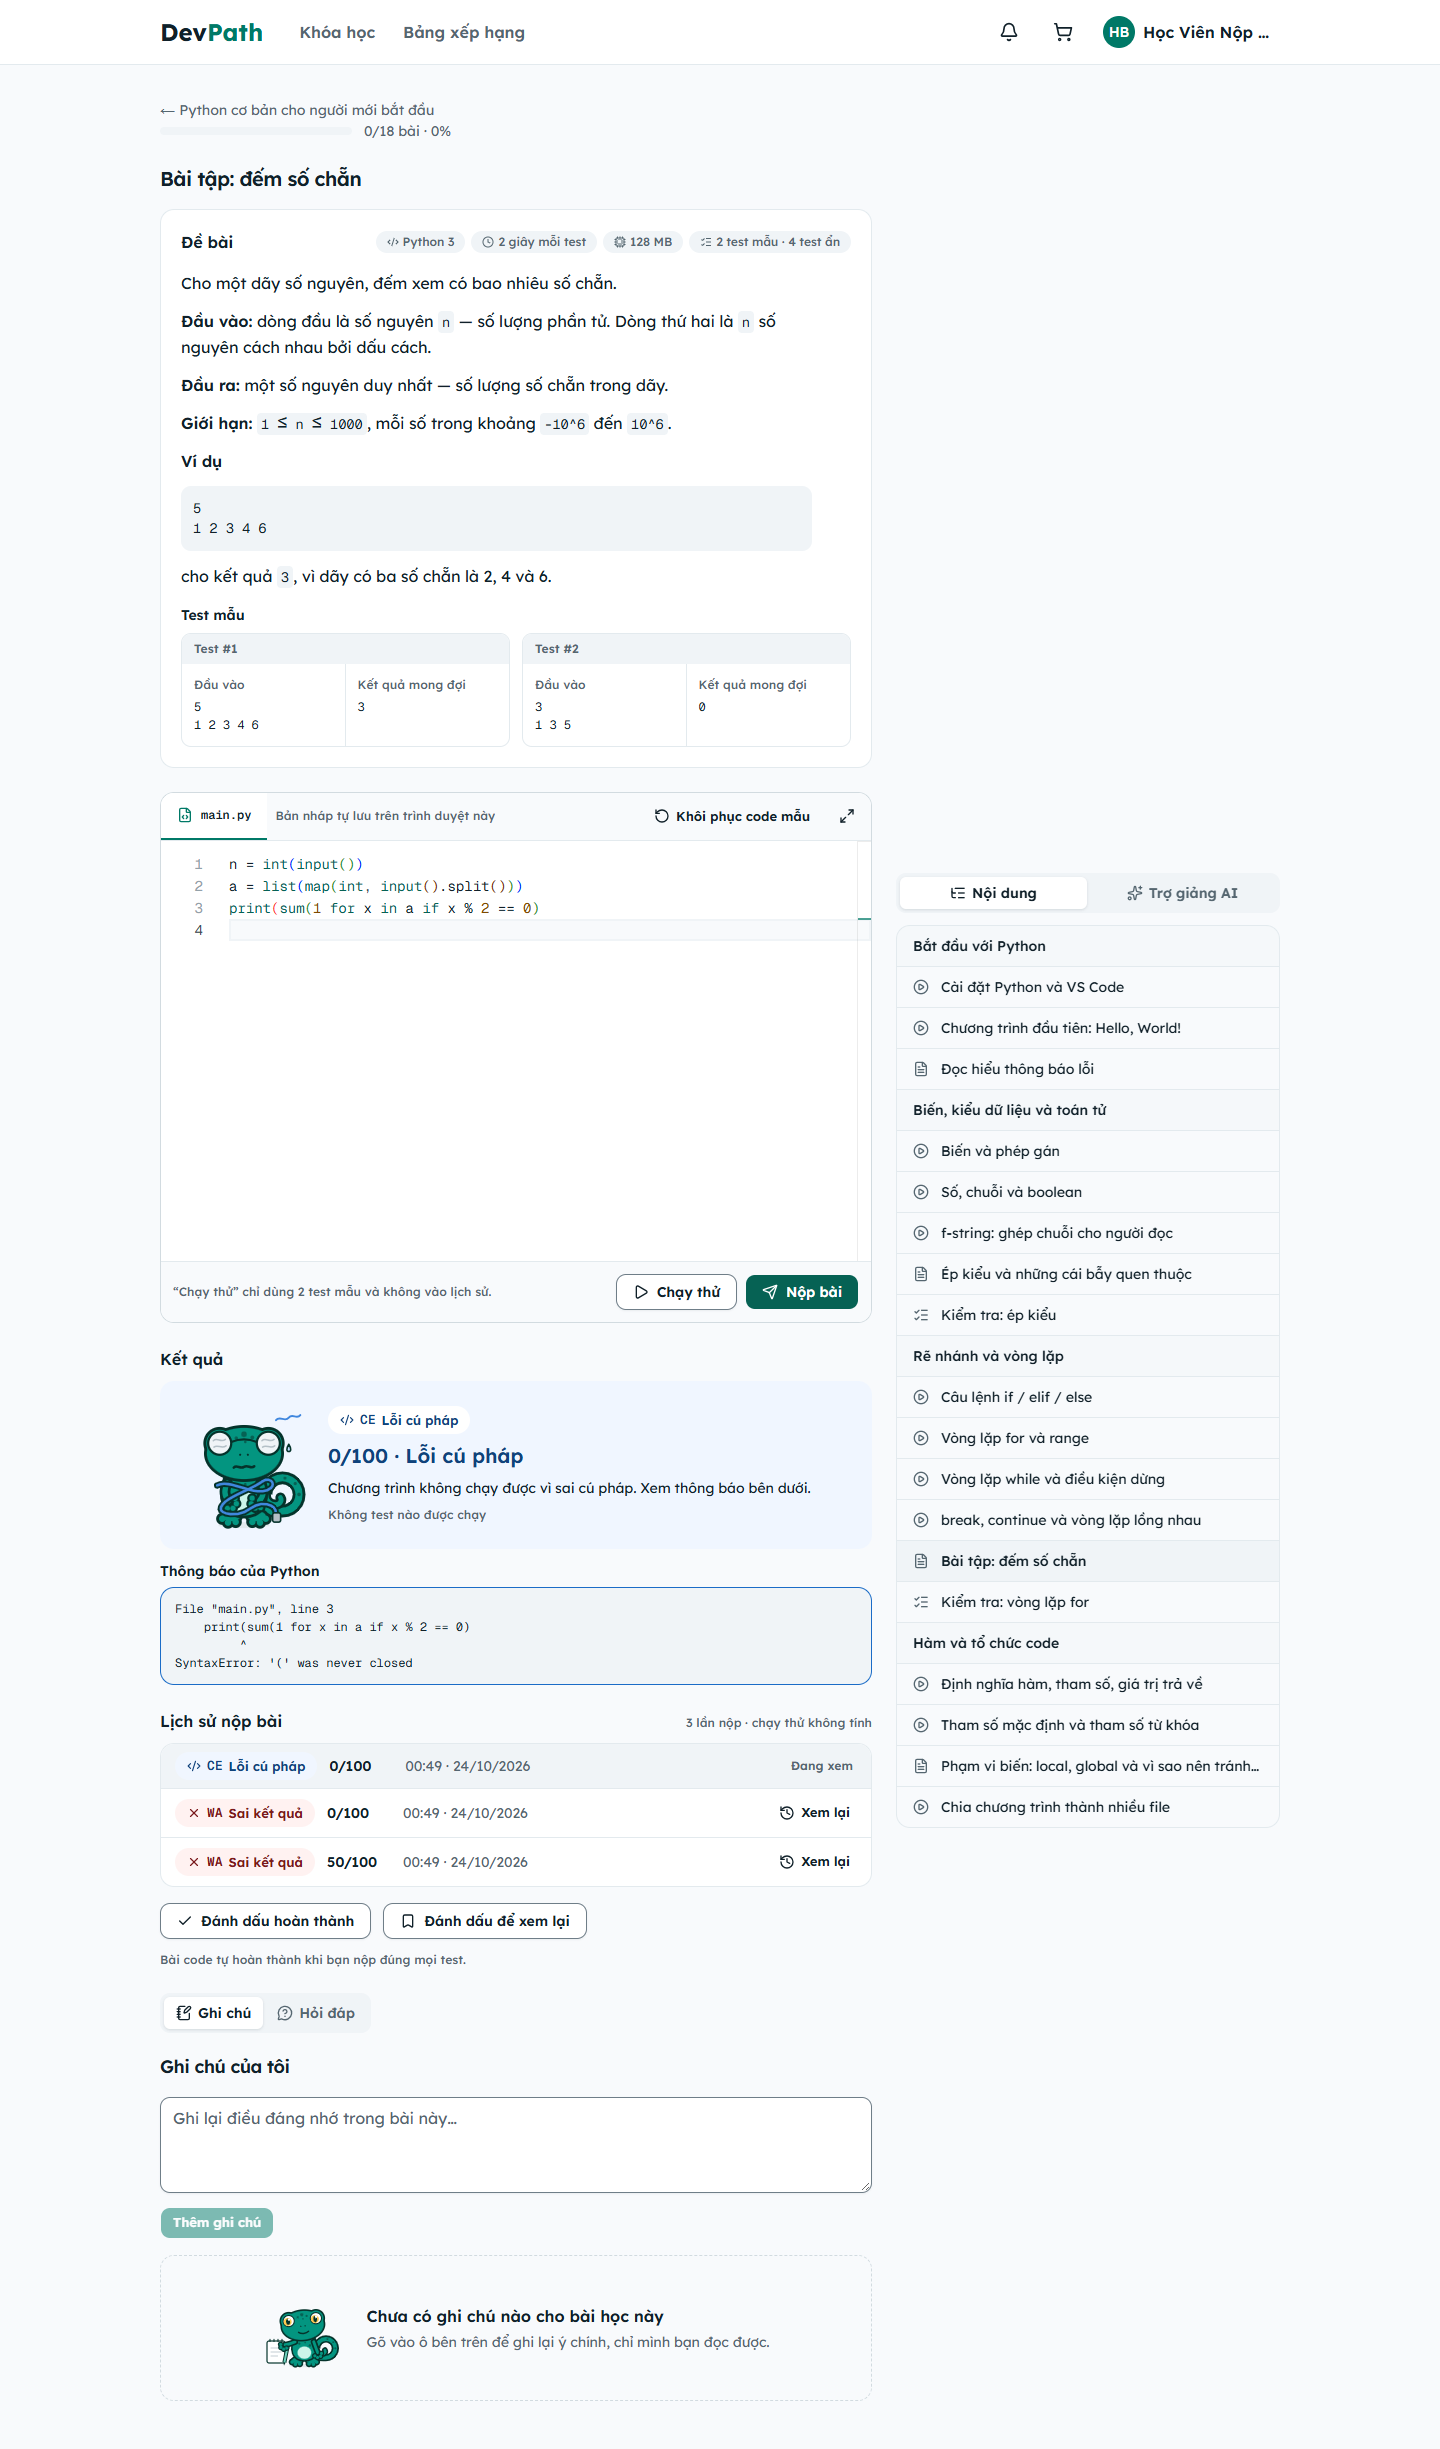 DevPath
Khóa học
Bảng xếp hạng
HB
Học Viên Nộp ...
← Python cơ bản cho người mới bắt đầu
0/18 bài · 0%
Bài tập: đếm số chẵn
Đề bài
Python 3
2 giây mỗi test
128 MB
2 test mẫu · 4 test ẩn
Cho một dãy số nguyên, đếm xem có bao nhiêu số chẵn.
Đầu vào: dòng đầu là số nguyên n — số lượng phần tử. Dòng thứ hai là n số
nguyên cách nhau bởi dấu cách.
Đầu ra: một số nguyên duy nhất — số lượng số chẵn trong dãy.
Giới hạn: 1 ≤ n ≤ 1000, mỗi số trong khoảng -10^6 đến 10^6.
Ví dụ
5
1 2 3 4 6
cho kết quả 3, vì dãy có ba số chẵn là 2, 4 và 6.
Test mẫu
Test #1
Đầu vào
5
1 2 3 4 6
Kết quả mong đợi
3
Test #2
Đầu vào
3
1 3 5
Kết quả mong đợi
0
main.py
Bản nháp tự lưu trên trình duyệt này
Khôi phục code mẫu
1 n = int(input())
2 a = list(map(int, input().split()))
3 print(sum(1 for x in a if x % 2 == 0)
4
“Chạy thử” chỉ dùng 2 test mẫu và không vào lịch sử.
Chạy thử
Nộp bài
Kết quả
CE Lỗi cú pháp
0/100 · Lỗi cú pháp
Chương trình không chạy được vì sai cú pháp. Xem thông báo bên dưới.
Không test nào được chạy
Thông báo của Python
File "main.py", line 3
print(sum(1 for x in a if x % 2 == 0)
^
SyntaxError: '(' was never closed
Lịch sử nộp bài
3 lần nộp · chạy thử không tính
CE Lỗi cú pháp 0/100 00:49 · 24/10/2026 Đang xem
WA Sai kết quả 0/100 00:49 · 24/10/2026 Xem lại
WA Sai kết quả 50/100 00:49 · 24/10/2026 Xem lại
Đánh dấu hoàn thành
Đánh dấu để xem lại
Bài code tự hoàn thành khi bạn nộp đúng mọi test.
Ghi chú
Hỏi đáp
Ghi chú của tôi
Ghi lại điều đáng nhớ trong bài này...
Thêm ghi chú
Chưa có ghi chú nào cho bài học này
Gõ vào ô bên trên để ghi lại ý chính, chỉ mình bạn đọc được.
Nội dung
Trợ giảng AI
Bắt đầu với Python
Cài đặt Python và VS Code
Chương trình đầu tiên: Hello, World!
Đọc hiểu thông báo lỗi
Biến, kiểu dữ liệu và toán tử
Biến và phép gán
Số, chuỗi và boolean
f-string: ghép chuỗi cho người đọc
Ép kiểu và những cái bẫy quen thuộc
Kiểm tra: ép kiểu
Rẽ nhánh và vòng lặp
Câu lệnh if / elif / else
Vòng lặp for và range
Vòng lặp while và điều kiện dừng
break, continue và vòng lặp lồng nhau
Bài tập: đếm số chẵn
Kiểm tra: vòng lặp for
Hàm và tổ chức code
Định nghĩa hàm, tham số, giá trị trả về
Tham số mặc định và tham số từ khóa
Phạm vi biến: local, global và vì sao nên tránh...
Chia chương trình thành nhiều file